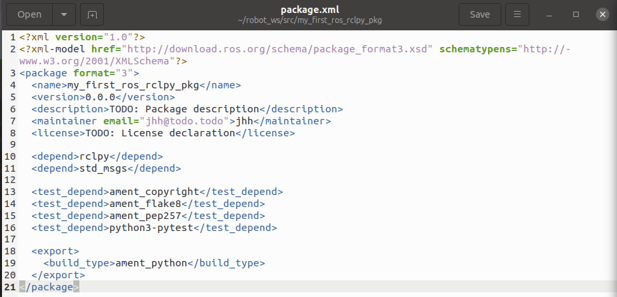 Open
package.xml
~/robot_ws/src/my_first_ros_rclpy_pkg
Save
1 <?xml version="1.0"?>
2 <?xml-model href="http://download.ros.org/schema/package_format3.xsd" schematypens="http://-
www.w3.org/2001/XMLSchema"?>
3 <package format="3">
4   <name>my_first_ros_rclpy_pkg</name>
5   <version>0.0.0</version>
6   <description>TODO: Package description</description>
7   <maintainer email="jhh@todo.todo">jhh</maintainer>
8   <license>TODO: License declaration</license>
9
10   <depend>rclpy</depend>
11   <depend>std_msgs</depend>
12
13   <test_depend>ament_copyright</test_depend>
14   <test_depend>ament_flake8</test_depend>
15   <test_depend>ament_pep257</test_depend>
16   <test_depend>python3-pytest</test_depend>
17
18   <export>
19     <build_type>ament_python</build_type>
20   </export>
21 </package>